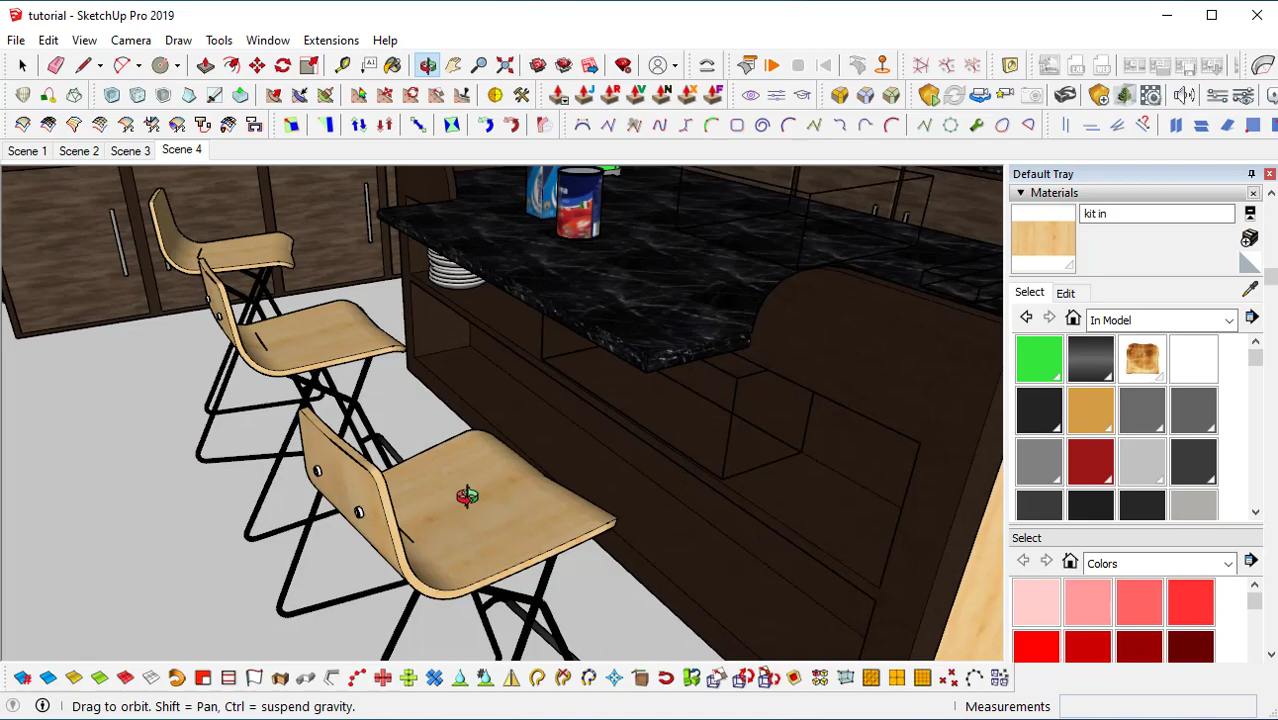 tutorial - SketchUp Pro 2019
File Edit View Camera Draw Tools Window Extensions Help
A1
J R V N X F
Scene 1 Scene 2 Scene 3 Scene 4
Default Tray
Materials
kit in
Select Edit
In Model
Select
Colors
Drag to orbit. Shift = Pan, Ctrl = suspend gravity.
Measurements